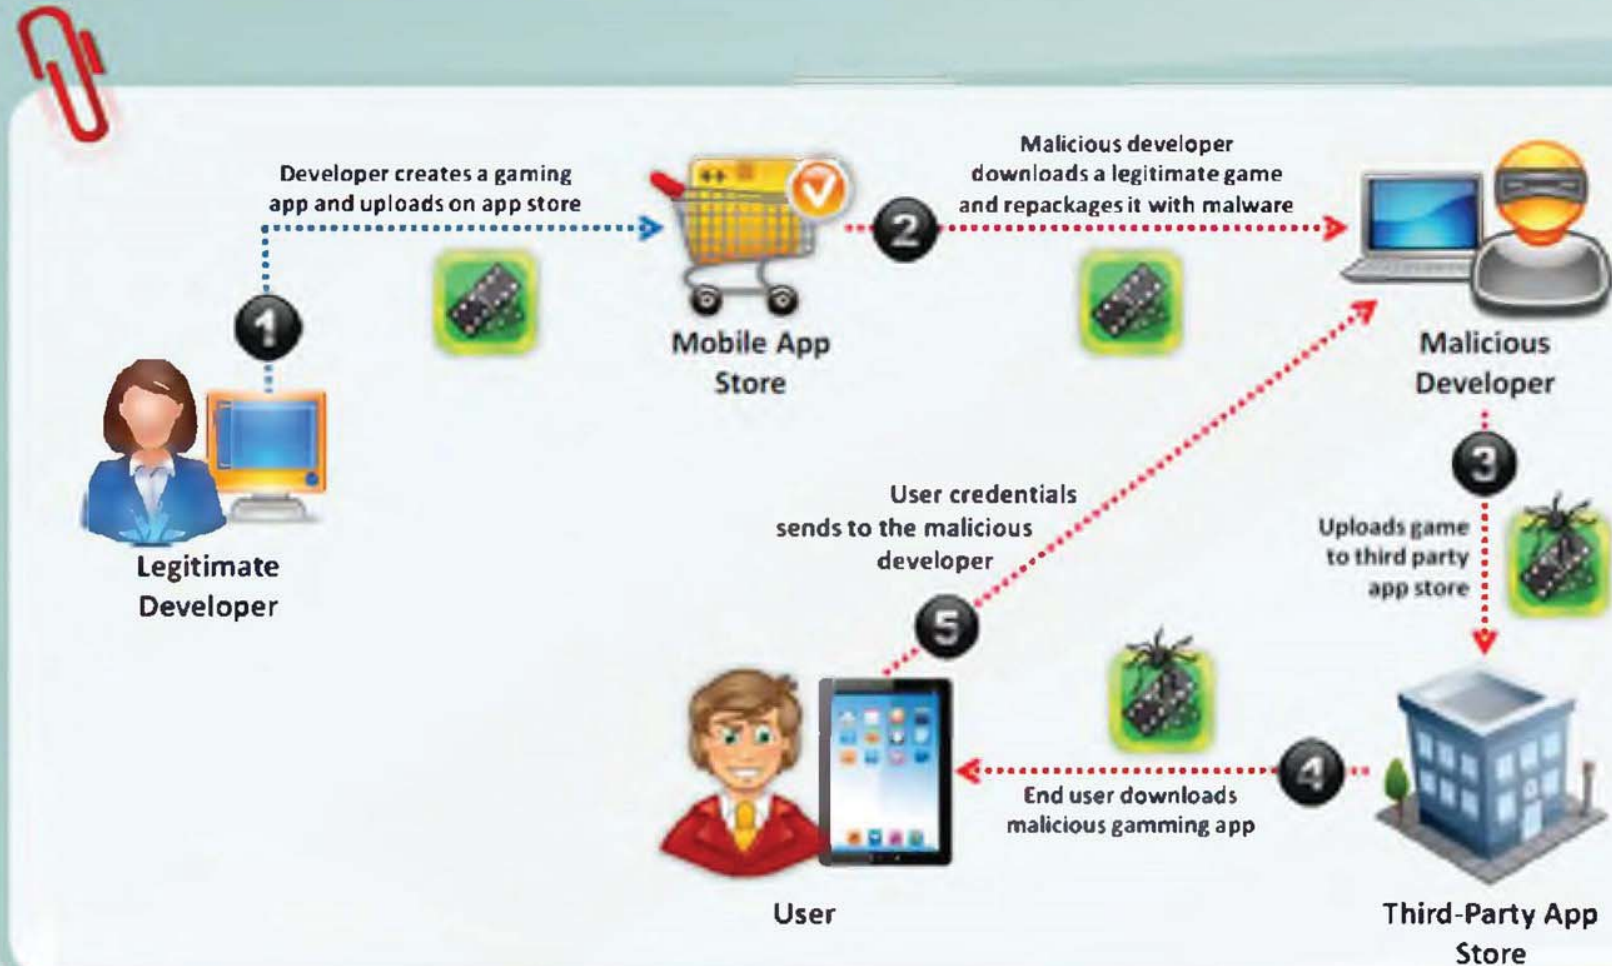 Developer creates a gaming
app and uploads on app store
1
Legitimate
Developer
Mobile App
Store
2
Malicious developer
downloads a legitimate game
and repackages it with malware
Malicious
Developer
3
Uploads game
to third party
app store
Third-Party App
Store
4
End user downloads
malicious gamming app
User
5
User credentials
sends to the malicious
developer